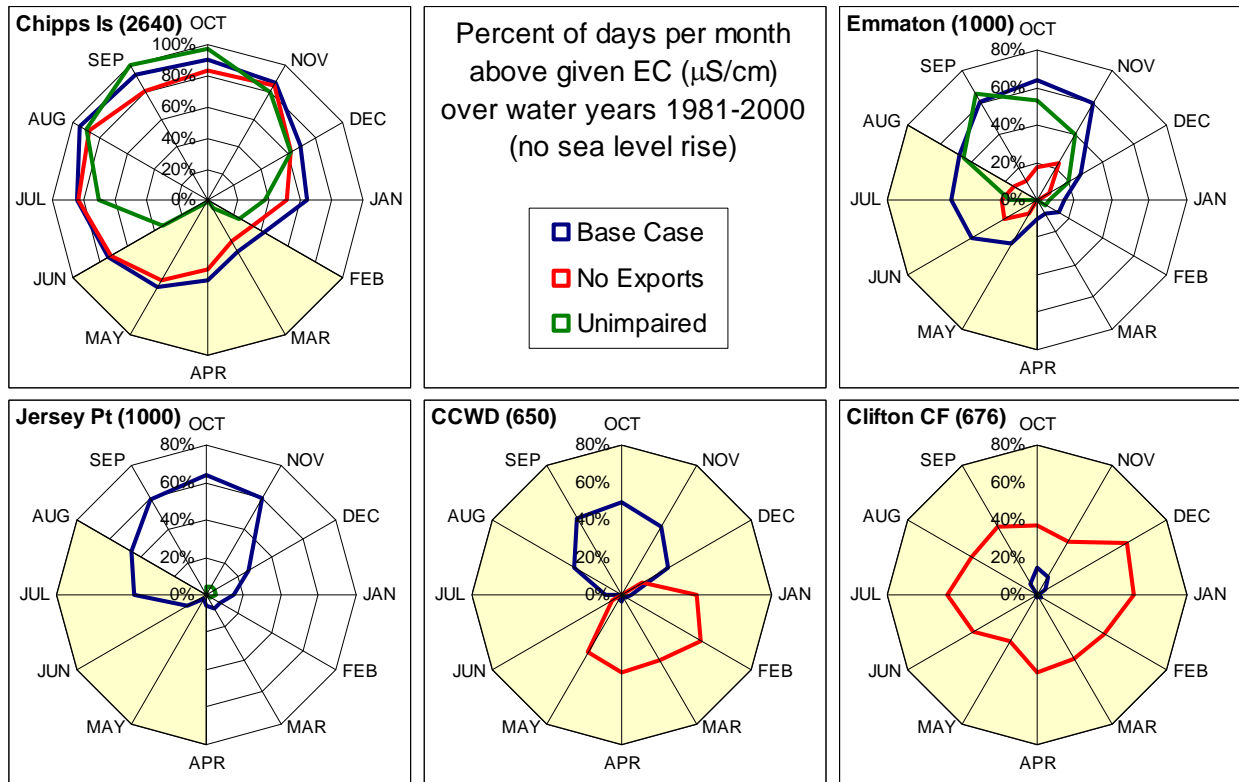 Chipps Is (2640)
OCT
100%
80%
60%
40%
20%
0%
NOV
DEC
JAN
FEB
MAR
APR
MAY
JUN
JUL
AUG
SEP
Percent of days per month
above given EC (μS/cm)
over water years 1981-2000
(no sea level rise)
Base Case
No Exports
Unimpaired
Emmaton (1000)
OCT
80%
60%
40%
20%
0%
NOV
DEC
JAN
FEB
MAR
APR
MAY
JUN
JUL
AUG
SEP
Jersey Pt (1000)
OCT
80%
60%
40%
20%
0%
NOV
DEC
JAN
FEB
MAR
APR
MAY
JUN
JUL
AUG
SEP
CCWD (650)
OCT
80%
60%
40%
20%
0%
NOV
DEC
JAN
FEB
MAR
APR
MAY
JUN
JUL
AUG
SEP
Clifton CF (676)
OCT
80%
60%
40%
20%
0%
NOV
DEC
JAN
FEB
MAR
APR
MAY
JUN
JUL
AUG
SEP